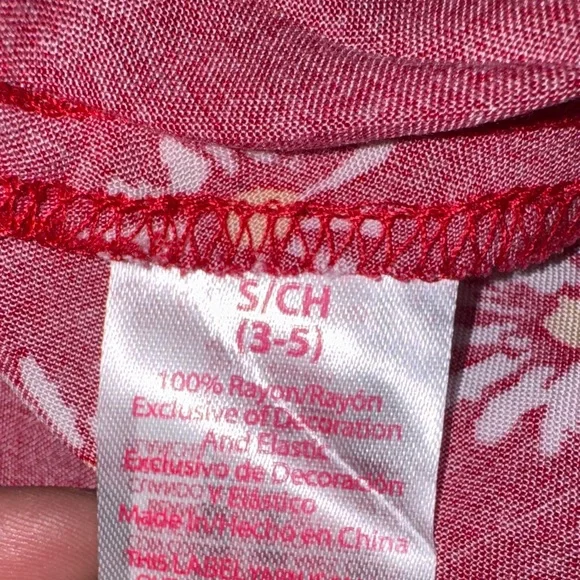 S/CH
(3-5)
100% Rayon/Rayón
Exclusive of Decoration
And Elastic
Exclusivo de Decoración
Y Elástico
Made In/Hecho en China
THIS LABEL